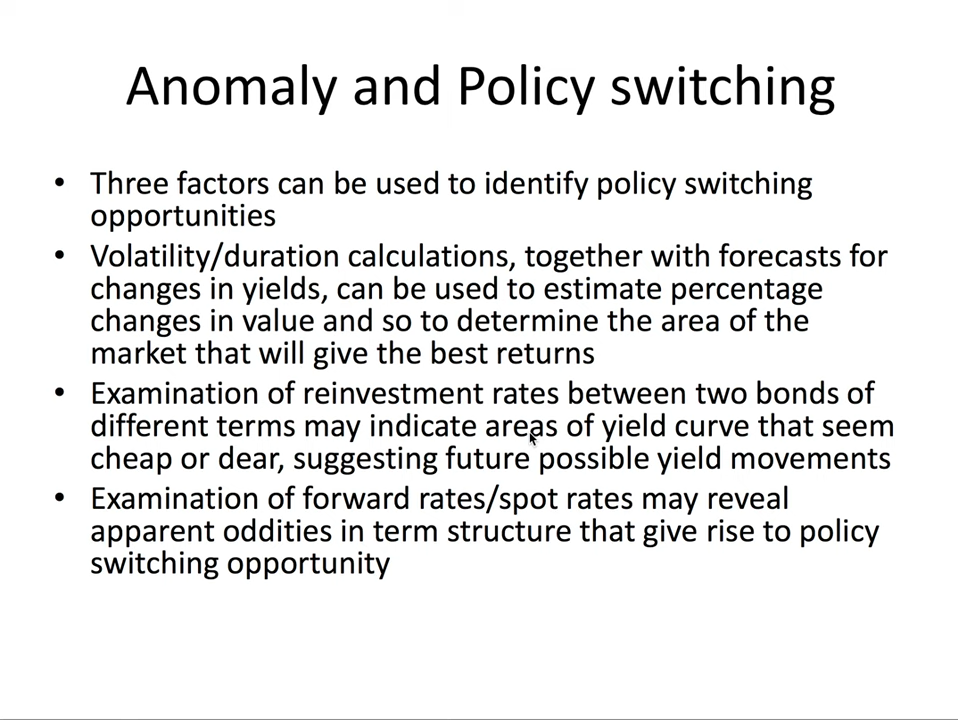 Anomaly and Policy switching
• Three factors can be used to identify policy switching
opportunities
• Volatility/duration calculations, together with forecasts for
changes in yields, can be used to estimate percentage
changes in value and so to determine the area of the
market that will give the best returns
• Examination of reinvestment rates between two bonds of
different terms may indicate areas of yield curve that seem
cheap or dear, suggesting future possible yield movements
• Examination of forward rates/spot rates may reveal
apparent oddities in term structure that give rise to policy
switching opportunity